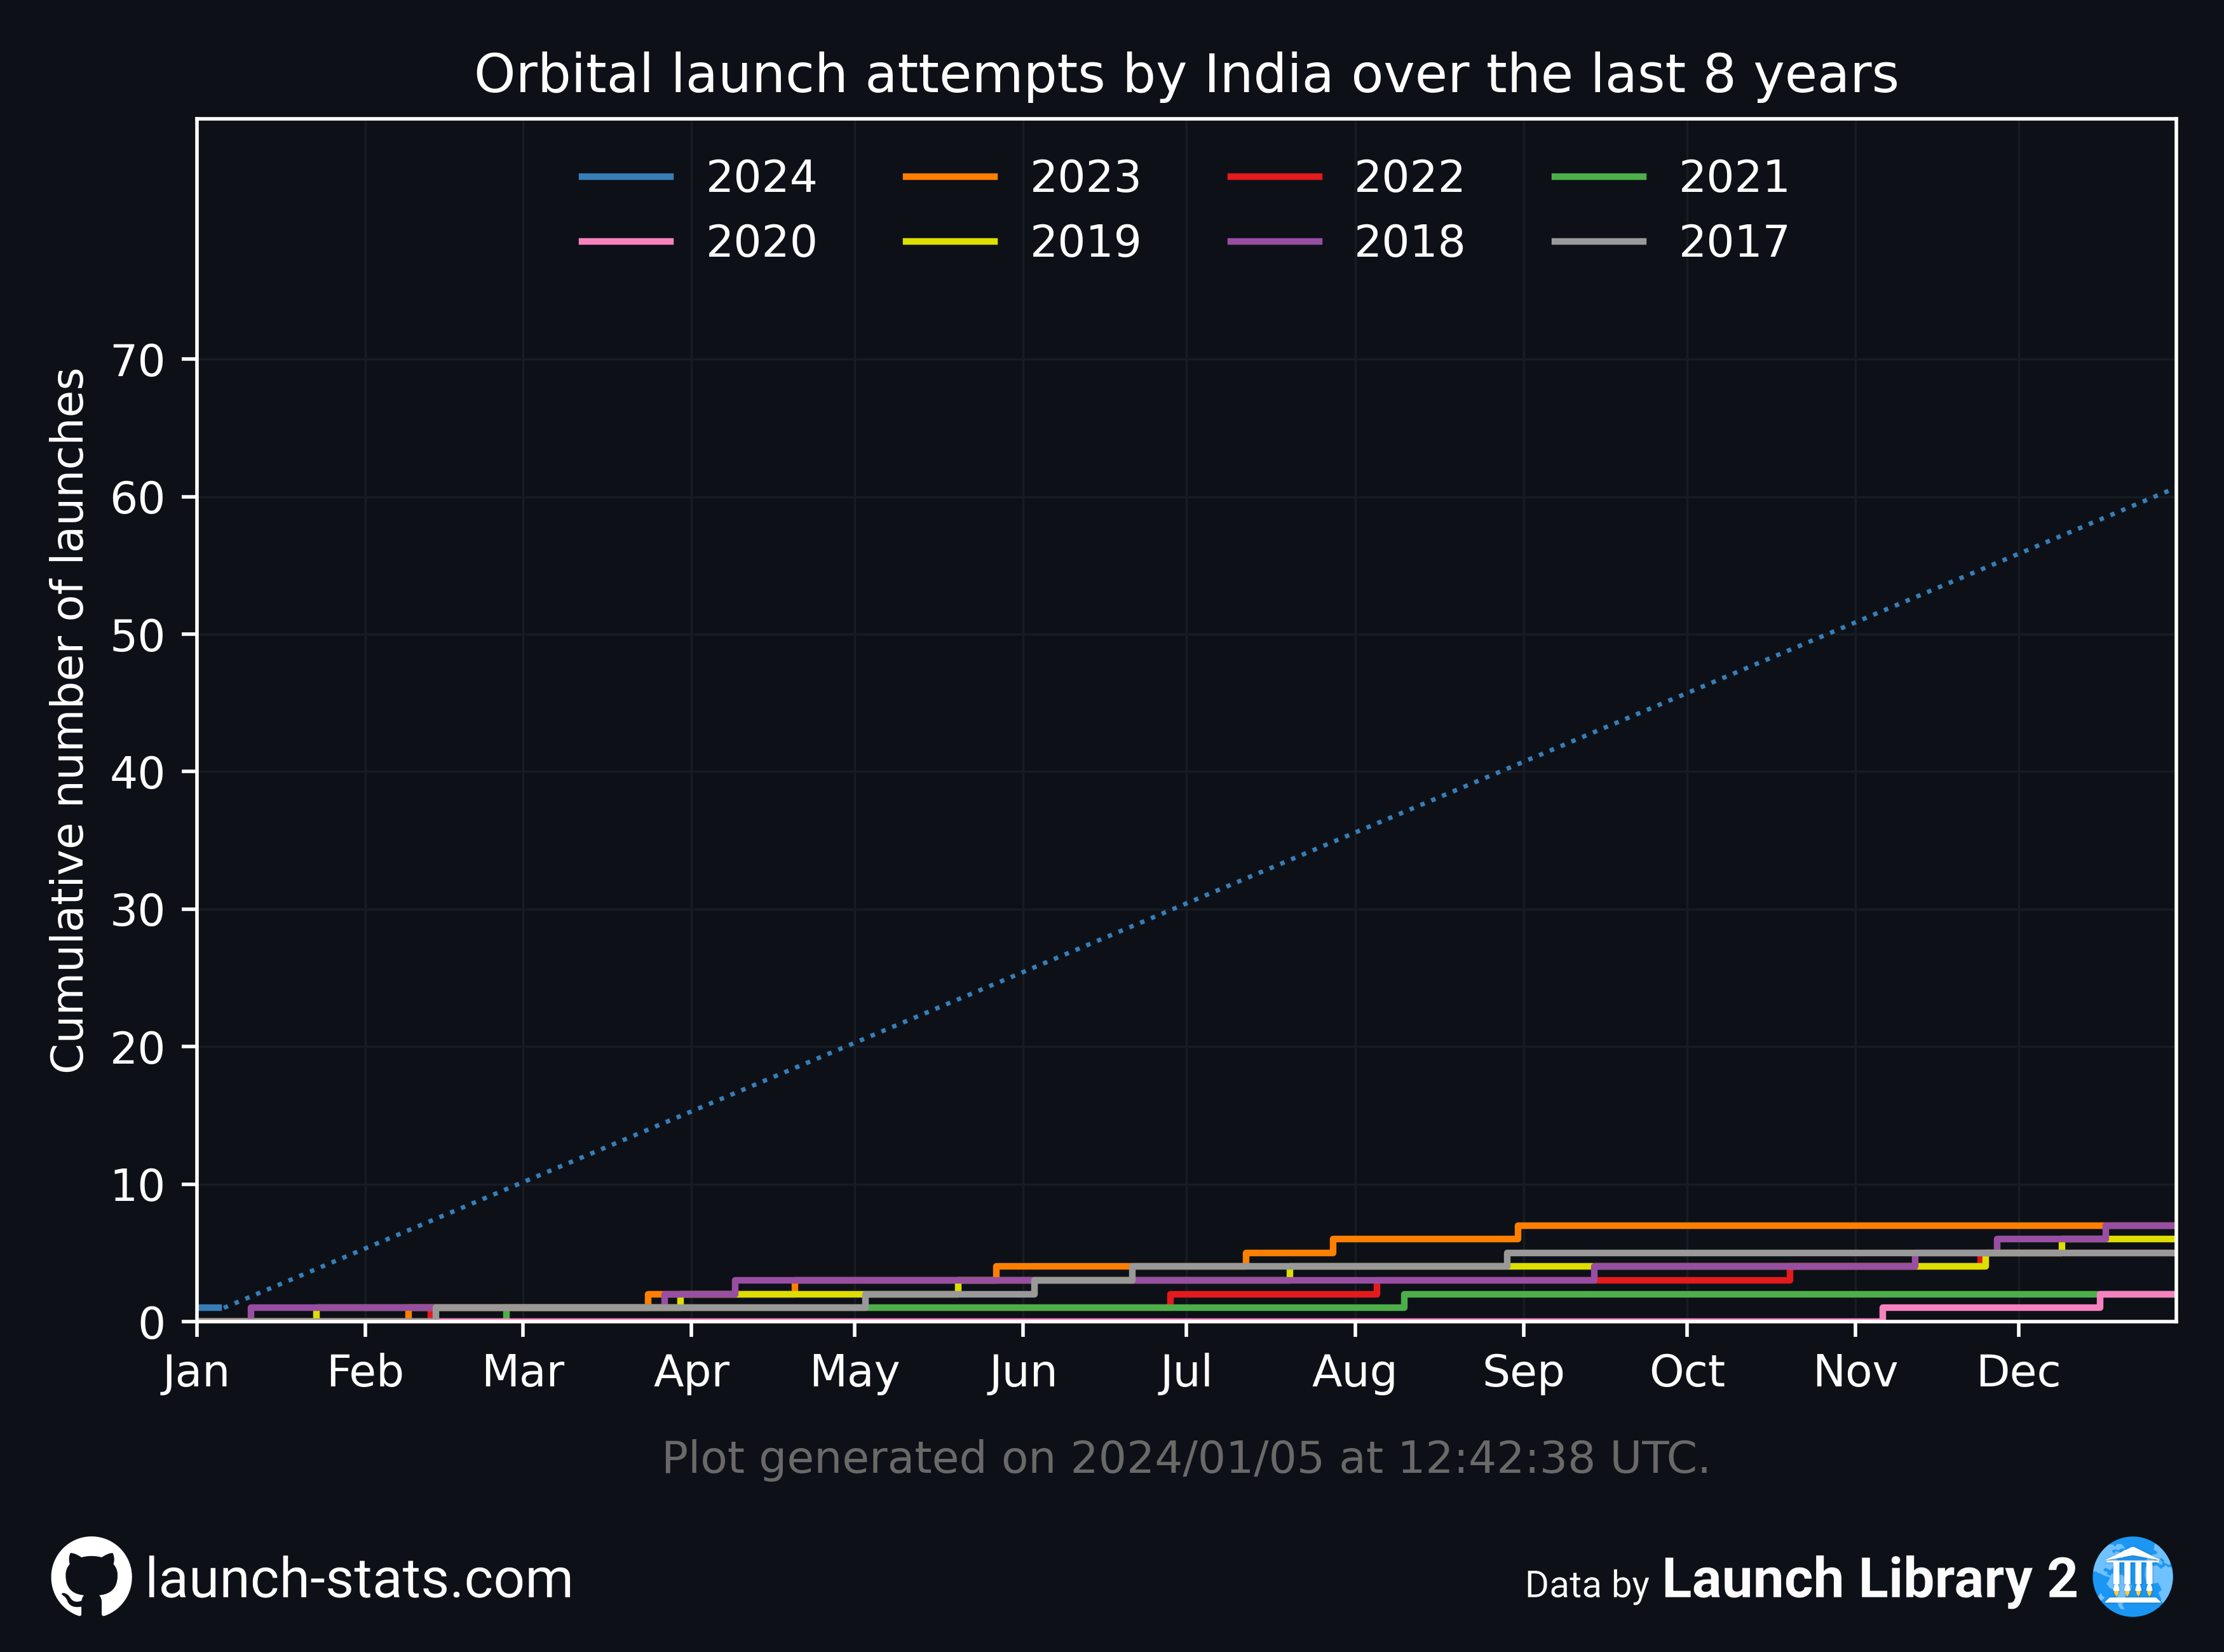 Orbital launch attempts by India over the last 8 years
2024 2023 2022 2021
2020 2019 2018 2017
Cumulative number of launches
70
60
50
40
30
20
10
0
Jan Feb Mar Apr May Jun Jul Aug Sep Oct Nov Dec
Plot generated on 2024/01/05 at 12:42:38 UTC.
launch-stats.com
Data by Launch Library 2